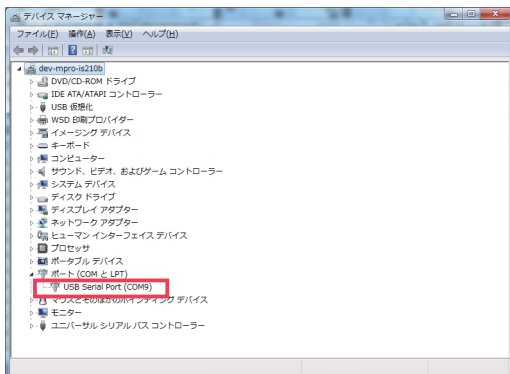 デバイス マネージャー
ファイル(F) 操作(A) 表示(V) ヘルプ(H)
dev-mpro-is210b
DVD/CD-ROM ドライブ
IDE ATA/ATAPI コントローラー
USB 仮想化
WSD 印刷プロバイダー
イメージング デバイス
キーボード
コンピューター
サウンド、ビデオ、およびゲーム コントローラー
システム デバイス
ディスク ドライブ
ディスプレイ アダプター
ネットワーク アダプター
ヒューマン インターフェイス デバイス
プロセッサ
ポータブル デバイス
ポート (COM と LPT)
USB Serial Port (COM9)
マウスとそのほかのポインティング デバイス
モニター
ユニバーサル シリアル バス コントローラー